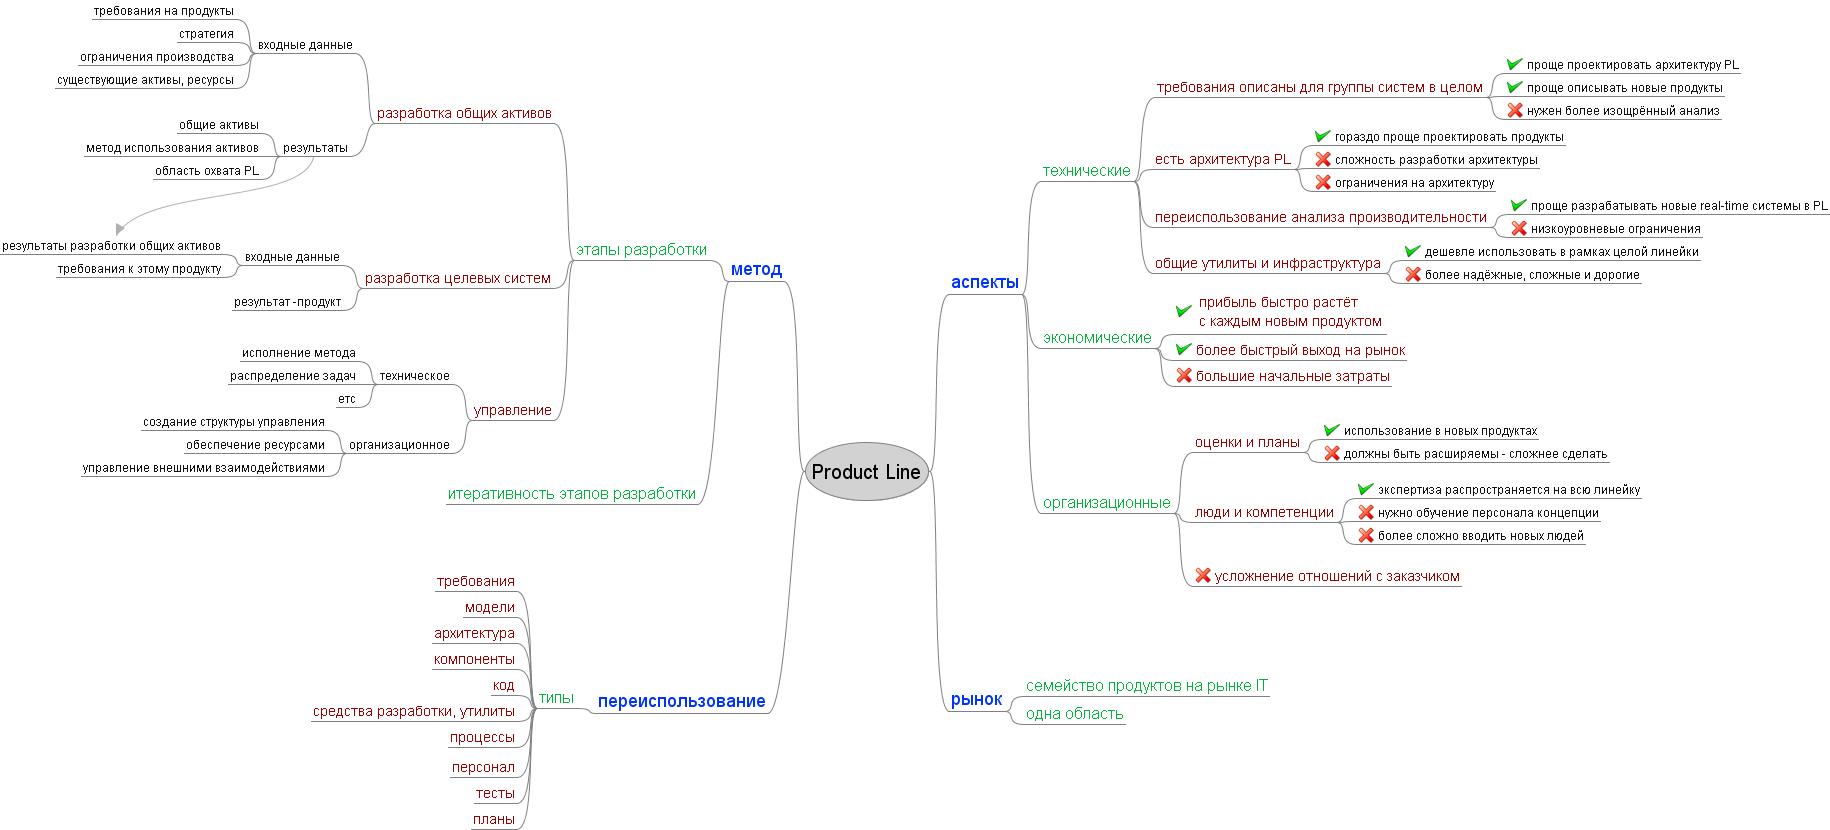 Product Line
метод
этапы разработки
разработка общих активов
входные данные
требования на продукты
стратегия
ограничения производства
существующие активы, ресурсы
результаты
общие активы
метод использования активов
область охвата PL
разработка целевых систем
входные данные
результаты разработки общих активов
требования к этому продукту
результат -продукт
управление
техническое
исполнение метода
распределение задач
етс
организационное
создание структуры управления
обеспечение ресурсами
управление внешними взаимодействиями
итеративность этапов разработки
переиспользование
типы
требования
модели
архитектура
компоненты
код
средства разработки, утилиты
процессы
персонал
тесты
планы
аспекты
технические
требования описаны для группы систем в целом
проще проектировать архитектуру PL
проще описывать новые продукты
нужен более изощрённый анализ
есть архитектура PL
гораздо проще проектировать продукты
сложность разработки архитектуры
ограничения на архитектуру
переиспользование анализа производительности
проще разрабатывать новые real-time системы в PL
низкоуровневые ограничения
общие утилиты и инфраструктура
дешевле использовать в рамках целой линейки
более надёжные, сложные и дорогие
экономические
прибыль быстро растёт
с каждым новым продуктом
более быстрый выход на рынок
большие начальные затраты
организационные
оценки и планы
использование в новых продуктах
должны быть расширяемы - сложнее сделать
люди и компетенции
экспертиза распространяется на всю линейку
нужно обучение персонала концепции
более сложно вводить новых людей
усложнение отношений с заказчиком
рынок
семейство продуктов на рынке IT
одна область